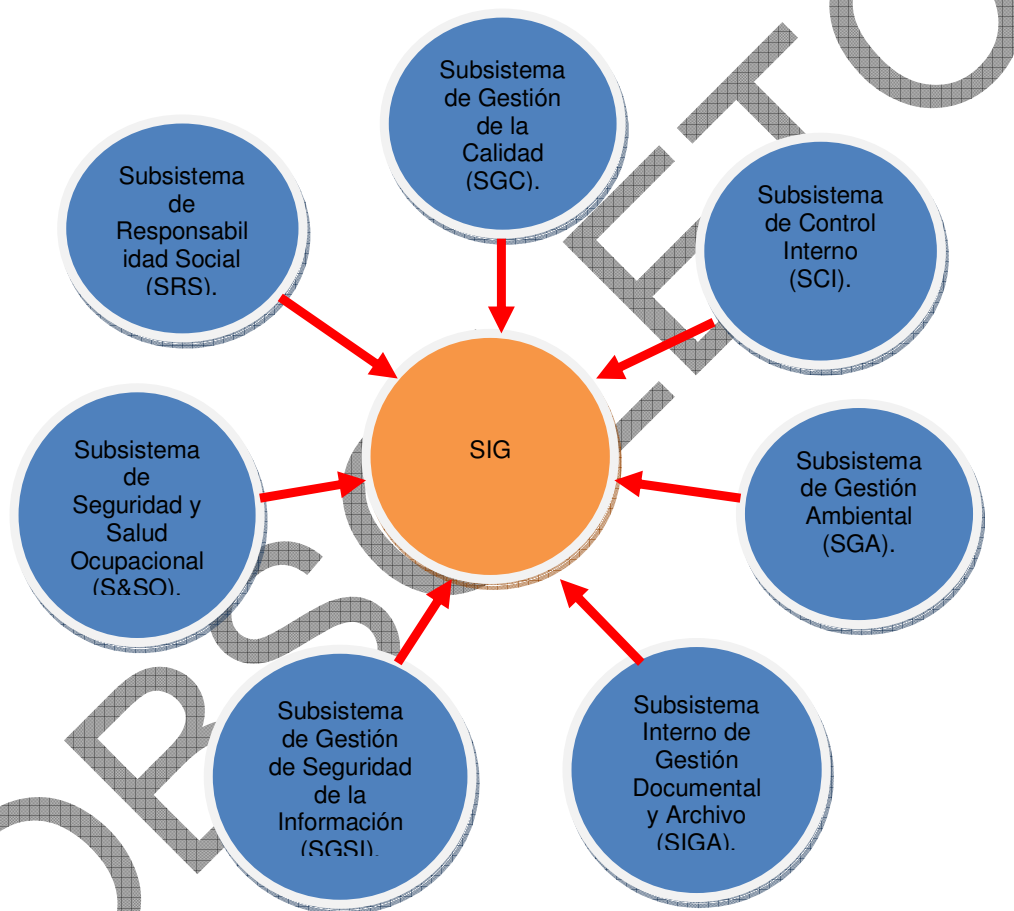 Subsistema
de Gestión
de la
Calidad
(SGC).
Subsistema
de Control
Interno
(SCI).
Subsistema
de Gestión
Ambiental
(SGA).
Subsistema
Interno de
Gestión
Documental
y Archivo
(SIGA).
Subsistema
de Gestión
de Seguridad
de la
Información
(SGSI).
Subsistema
de
Seguridad y
Salud
Ocupacional
(S&SO).
Subsistema
de
Responsabil
idad Social
(SRS).
SIG
OBSOLETO